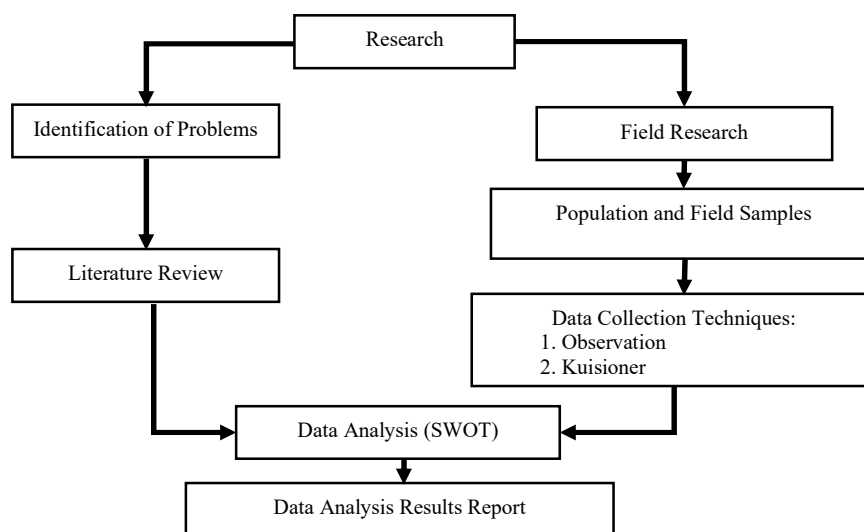 Research
Identification of Problems
Field Research
Population and Field Samples
Literature Review
Data Collection Techniques:
1. Observation
2. Kuisioner
Data Analysis (SWOT)
Data Analysis Results Report